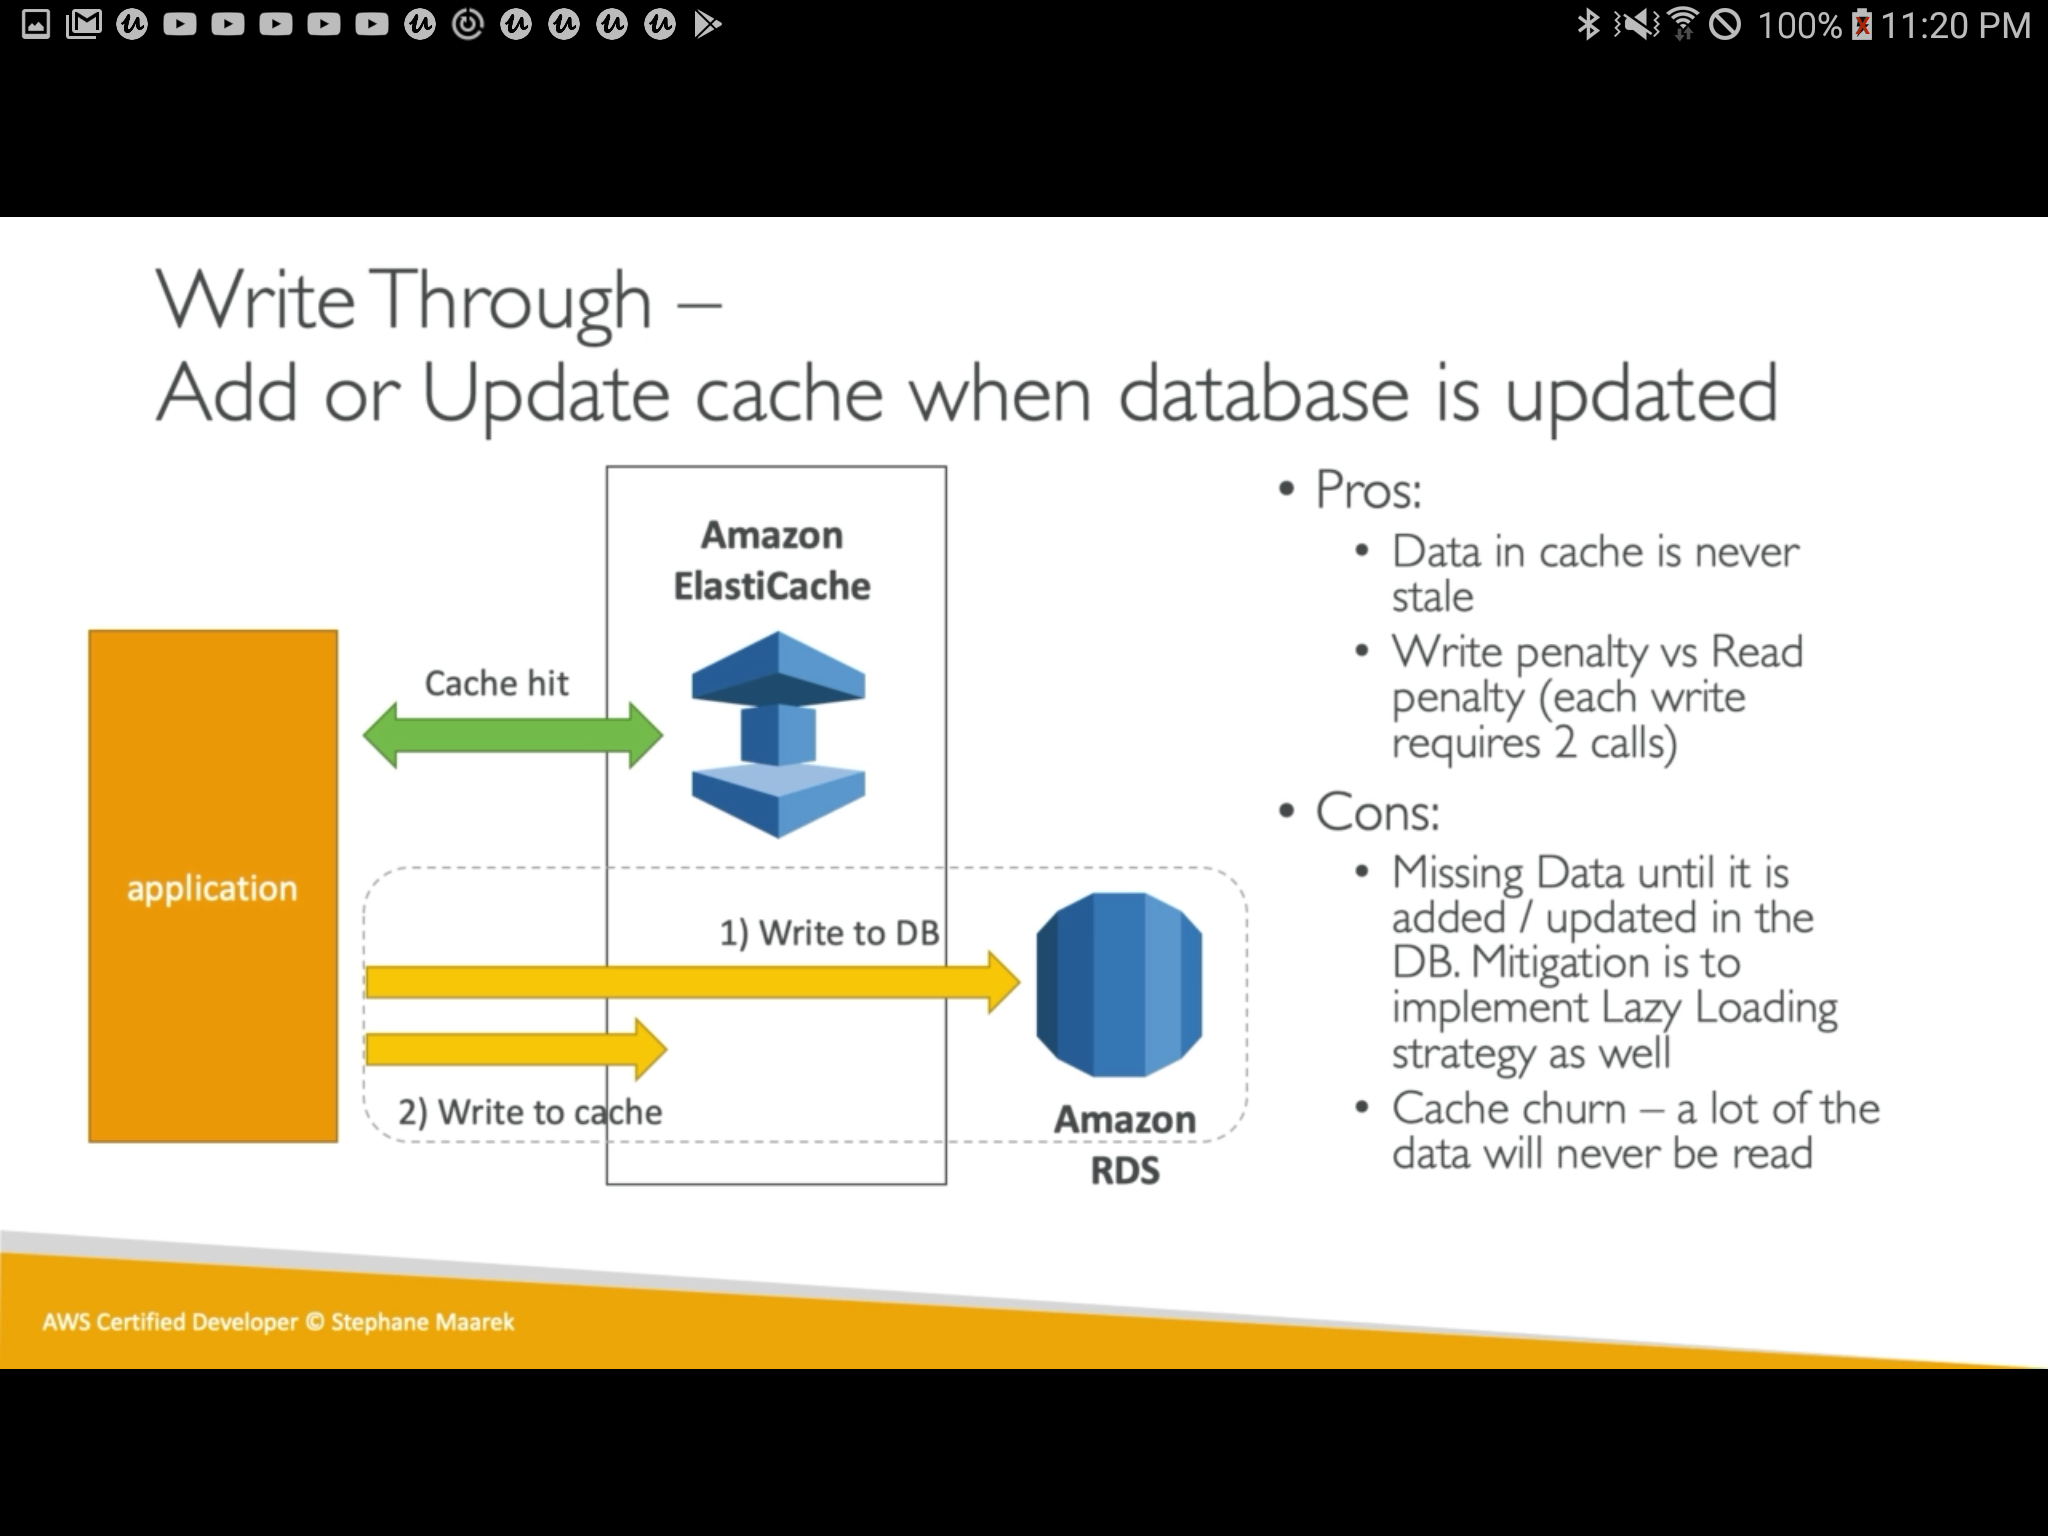 100% 11:20 PM
Write Through –
Add or Update cache when database is updated
Amazon
ElastiCache
Cache hit
application
1) Write to DB
2) Write to cache
Amazon
RDS
• Pros:
• Data in cache is never
stale
• Write penalty vs Read
penalty (each write
requires 2 calls)
• Cons:
• Missing Data until it is
added / updated in the
DB. Mitigation is to
implement Lazy Loading
strategy as well
• Cache churn – a lot of the
data will never be read
AWS Certified Developer © Stephane Maarek